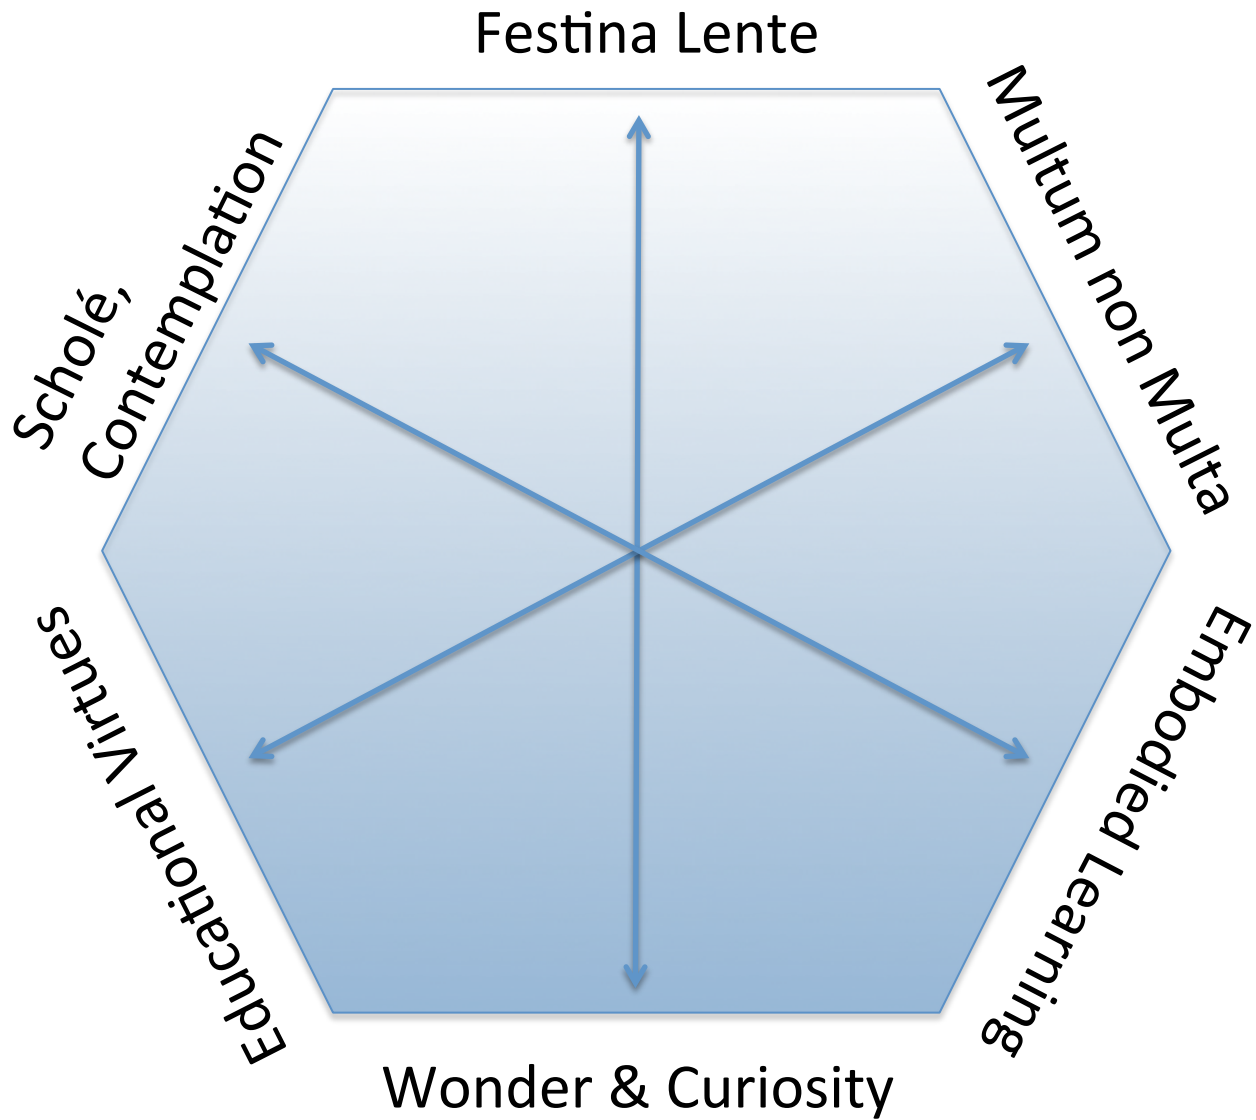 Festina Lente
Multum non Multa
Scholé,
Contemplation
Educational Virtues
Embodied Learning
Wonder & Curiosity